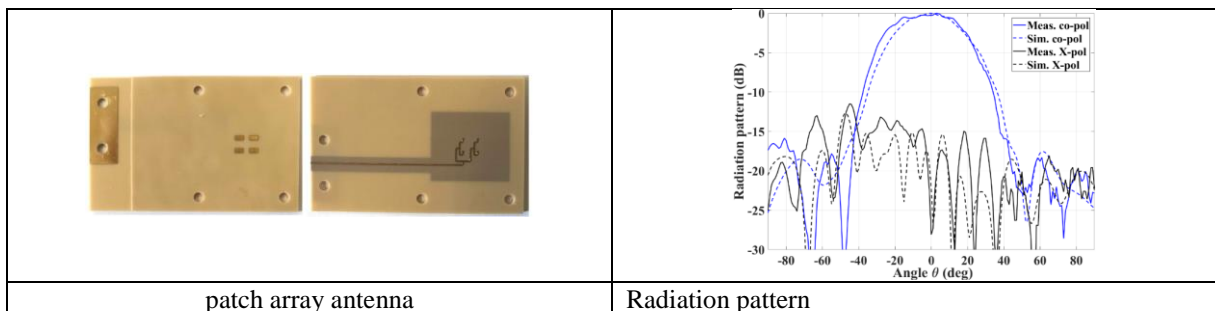 Radiation pattern (dB)
0
-5
-10
-15
-20
-25
-30
Meas. co-pol
Sim. co-pol
Meas. X-pol
Sim. X-pol
-80 -60 -40 -20 0 20 40 60 80
Angle θ (deg)
patch array antenna
Radiation pattern